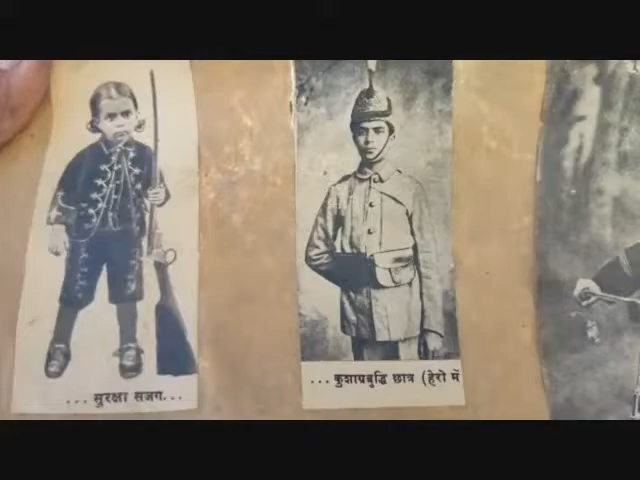 ... सुरक्षा सजग...
... कुशाग्रबुद्धि छात्र (हेरो में